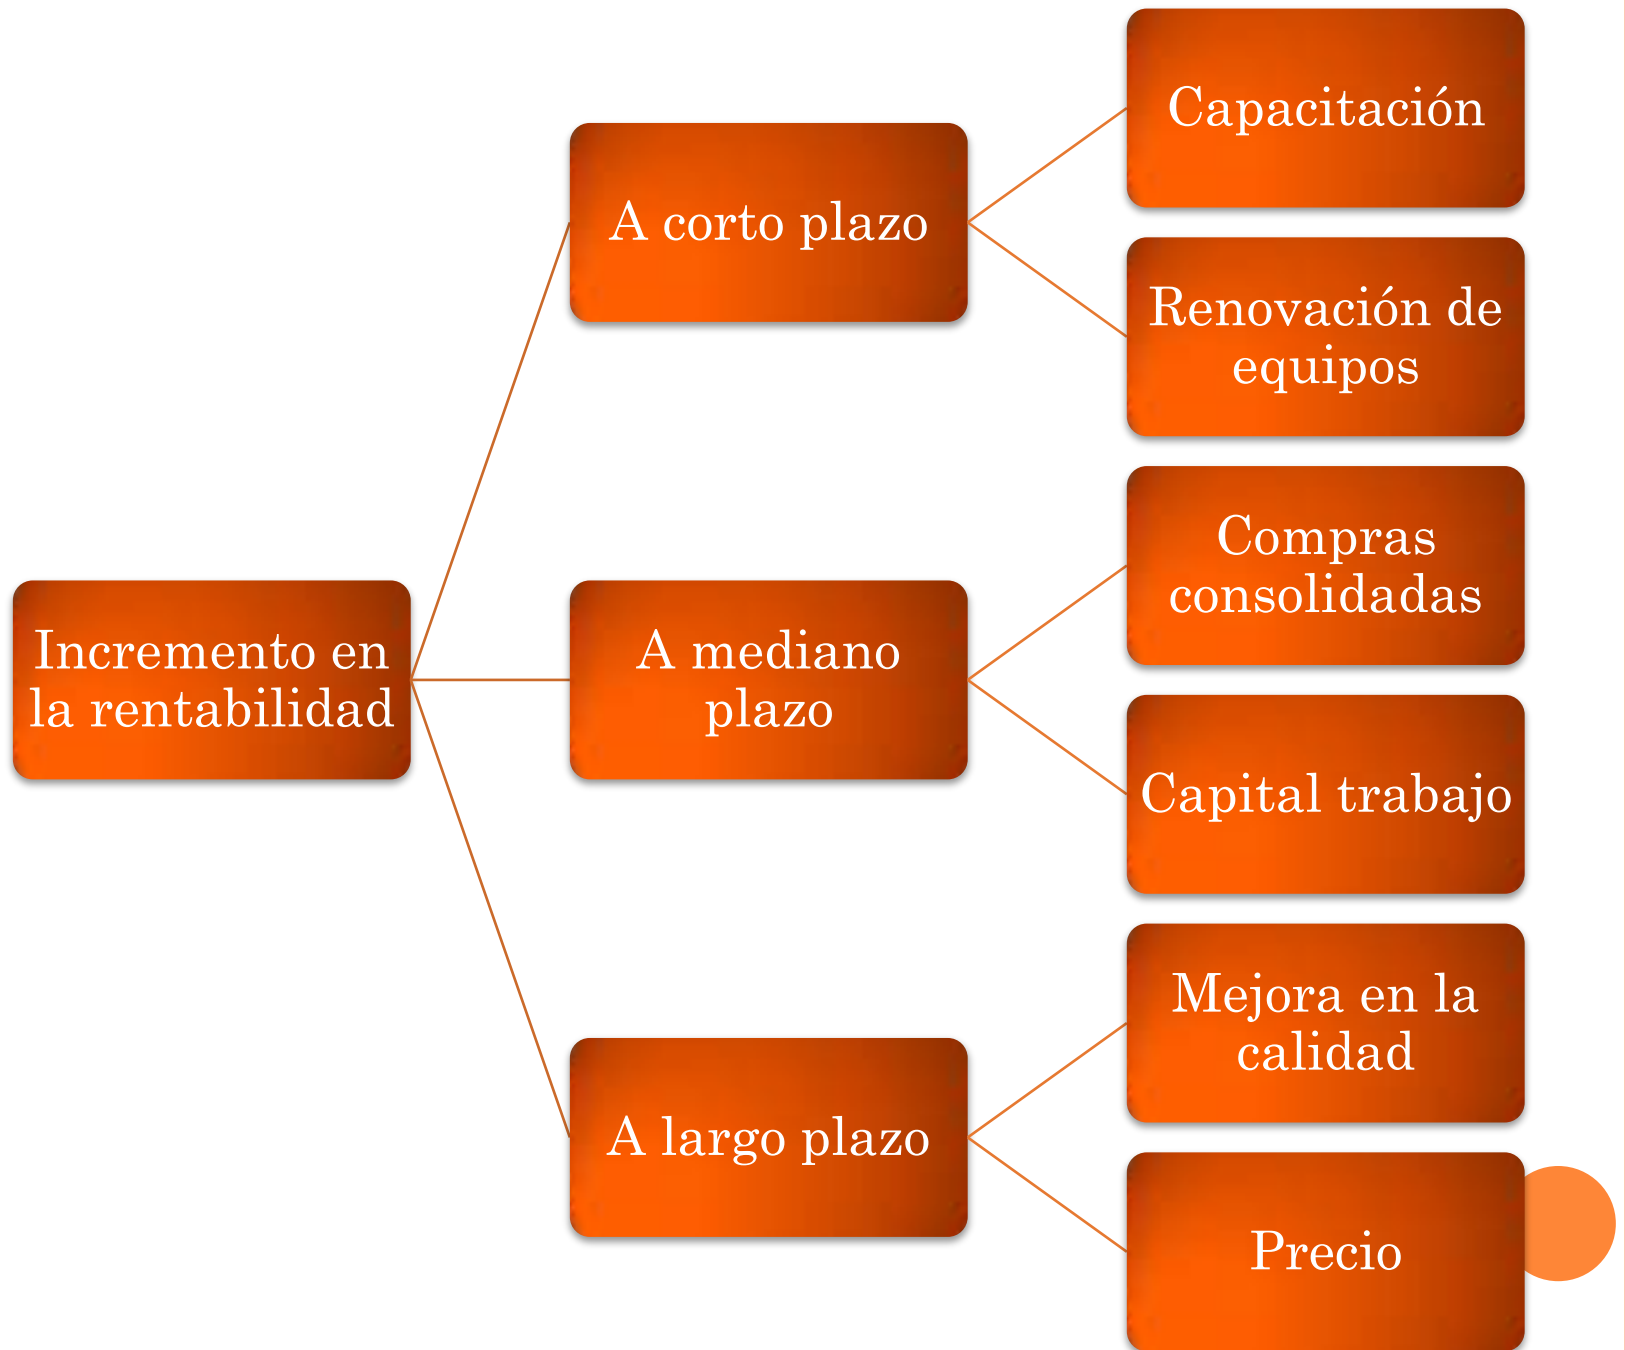 Incremento en
la rentabilidad
A corto plazo
Capacitación
Renovación de
equipos
A mediano
plazo
Compras
consolidadas
Capital trabajo
A largo plazo
Mejora en la
calidad
Precio